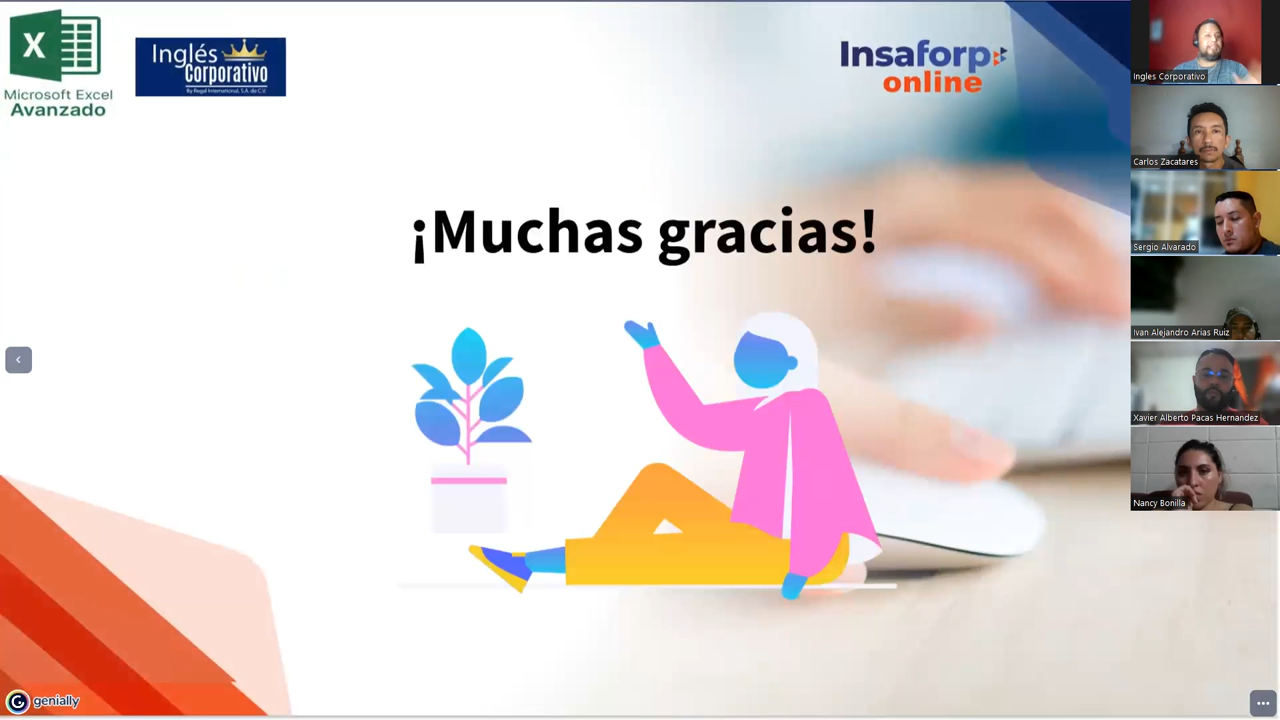 X
Microsoft Excel
Avanzado
Inglés
Corporativo
By Regal International, S.A. de C.V.
Insaforp
online
¡Muchas gracias!
genially
Ingles Corporativo
Carlos Zacatares
Sergio Alvarado
Ivan Alejandro Arias Ruiz
Xavier Alberto Pacas Hernandez
Nancy Bonilla